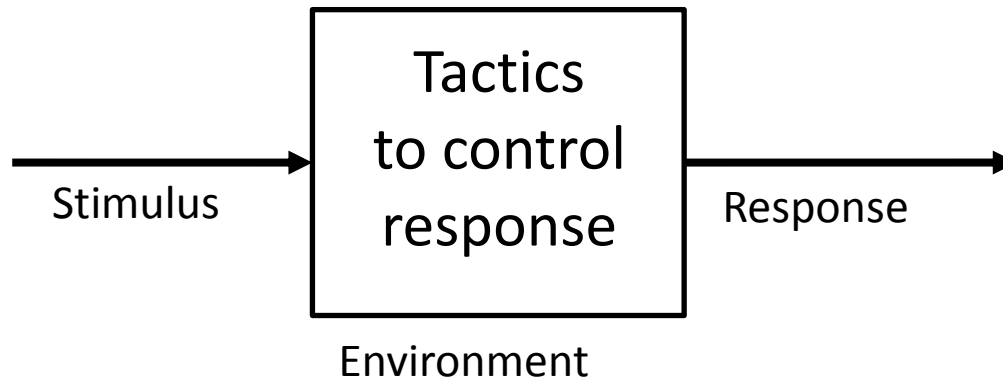 Tactics
to control
response
Stimulus
Response
Environment